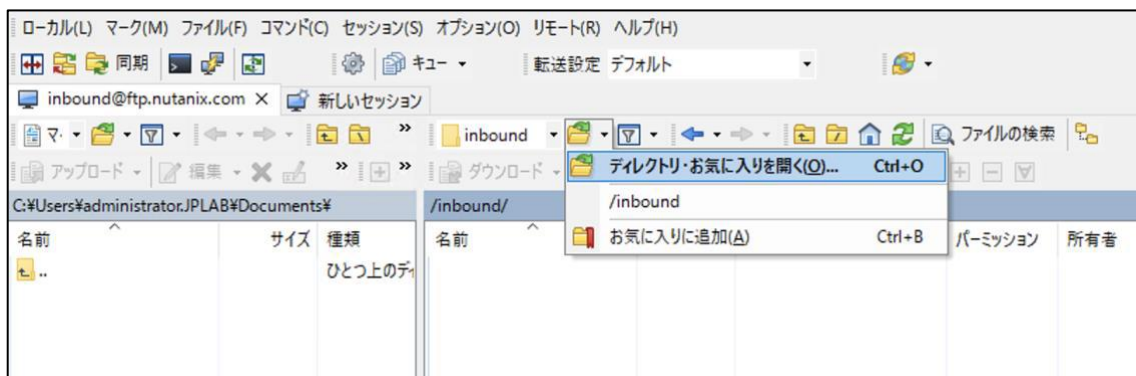 ローカル(L) マーク(M) ファイル(F) コマンド(C) セッション(S) オプション(O) リモート(R) ヘルプ(H)
同期 キュー 転送設定 デフォルト
inbound@ftp.nutanix.com × 新しいセッション
マ・ » inbound ファイルの検索
アップロード 編集 » » ダウンロード ディレクトリ・お気に入りを開く(O)... Ctrl+O
C:¥Users¥administrator.JPLAB¥Documents¥ /inbound/ /inbound
名前 サイズ 種類 名前 お気に入りに追加(A) Ctrl+B パーミッション 所有者
.. ひとつ上のディ